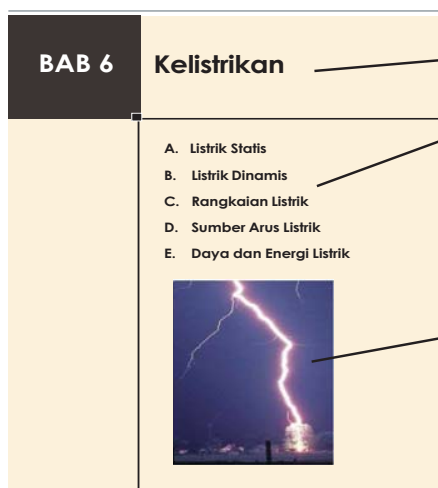 BAB 6 Kelistrikan
A. Listrik Statis
B. Listrik Dinamis
C. Rangkaian Listrik
D. Sumber Arus Listrik
E. Daya dan Energi Listrik